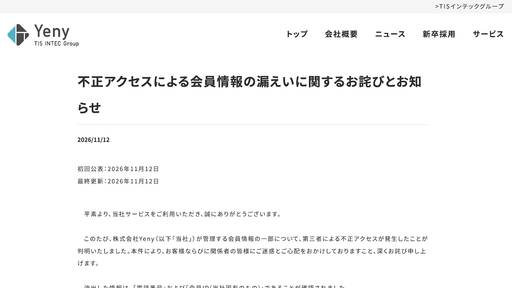 >TISインテックグループ
Yeny
TIS INTEC Group
トップ 会社概要 ニュース 新卒採用 サービス
不正アクセスによる会員情報の漏えいに関するお詫びとお知
らせ
2026/11/12
初回公表：2026年11月12日
最終更新：2026年11月12日
平素より、当社サービスをご利用いただき、誠にありがとうございます。
このたび、株式会社Yeny（以下「当社」）が管理する会員情報の一部について、第三者による不正アクセスが発生したことが
判明いたしました。本件により、お客様ならびに関係者の皆様にご迷惑とご心配をおかけしておりますこと、深くお詫び申し上
げます。